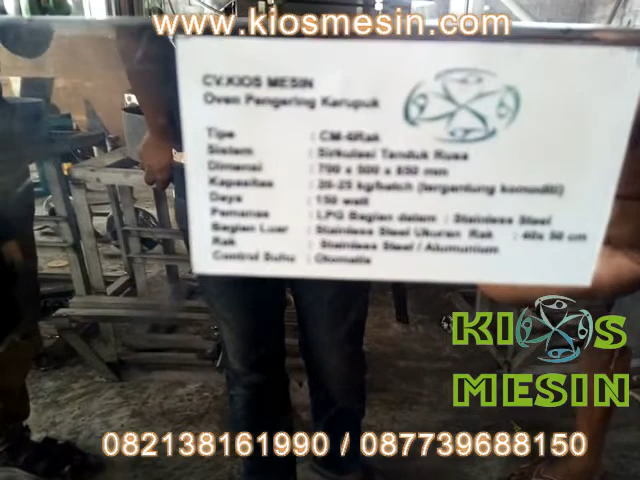 www.kiosmesin.com
CV.KIOS MESIN
Oven Pengering Kerupuk
Tipe : CM-6Rak
Sistem : Sirkulasi Tanduk Rusa
Dimensi : 700 x 500 x 850 mm
Kapasitas : 20-25 kg/batch (tergantung komoditi)
Daya : 150 watt
Pemanas : LPG Bagian dalam : Stainless Steel
Bagian Luar : Stainless Steel Ukuran Rak : 40x 50 cm
Rak : Stainless Steel / Alumunium
Control Suhu : Otomatis
KIOS
MESIN
082138161990 / 087739688150